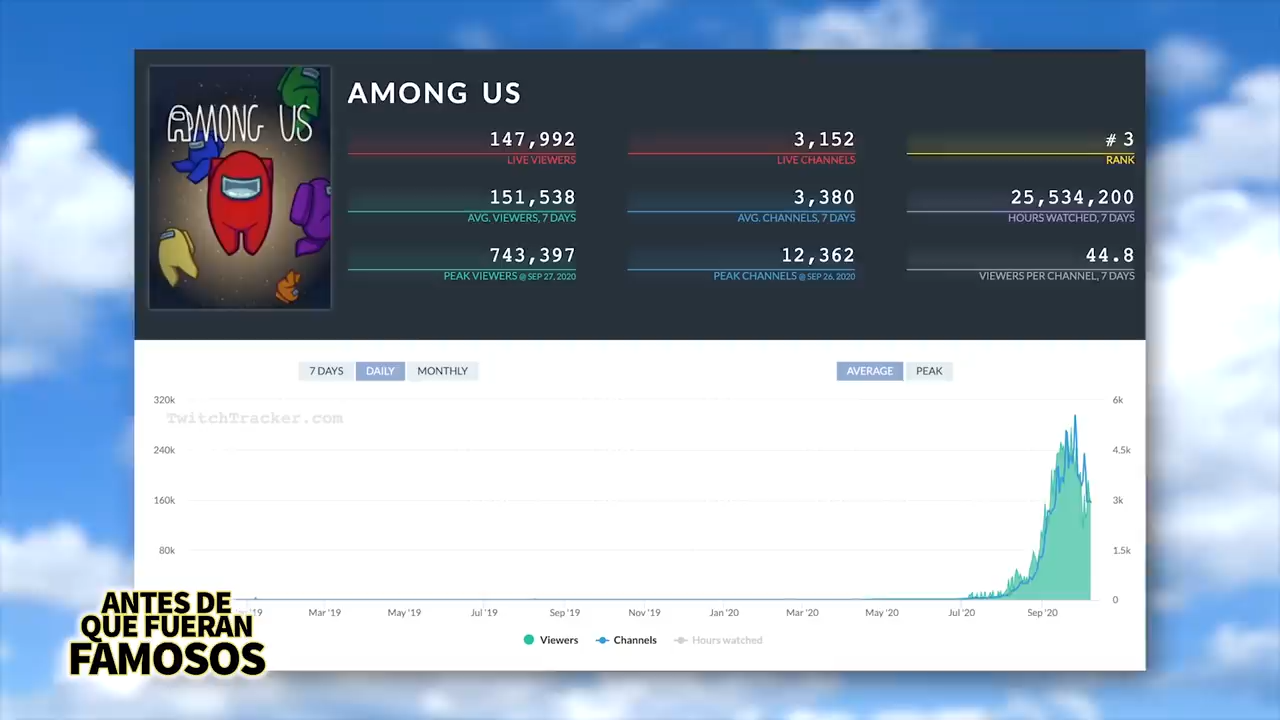 AMONG US
AMONG US
147,992
LIVE VIEWERS
3,152
LIVE CHANNELS
# 3
RANK
151,538
AVG. VIEWERS, 7 DAYS
3,380
AVG. CHANNELS, 7 DAYS
25,534,200
HOURS WATCHED, 7 DAYS
743,397
PEAK VIEWERS @ SEP 27, 2020
12,362
PEAK CHANNELS @ SEP 26, 2020
44.8
VIEWERS PER CHANNEL, 7 DAYS
7 DAYS DAILY MONTHLY
AVERAGE PEAK
320k 6k
TwitchTracker.com
240k 4.5k
160k 3k
80k 1.5k
0
'19 Mar '19 May '19 Jul '19 Sep '19 Nov '19 Jan '20 Mar '20 May '20 Jul '20 Sep '20
Viewers Channels Hours watched
ANTES DE
QUE FUERAN
FAMOSOS